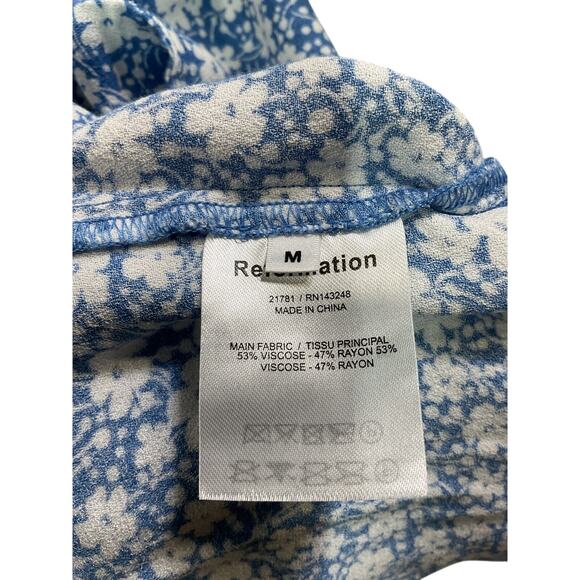 M
Reformation
21781 / RN143248
MADE IN CHINA
MAIN FABRIC / TISSU PRINCIPAL
53% VISCOSE - 47% RAYON 53%
VISCOSE - 47% RAYON